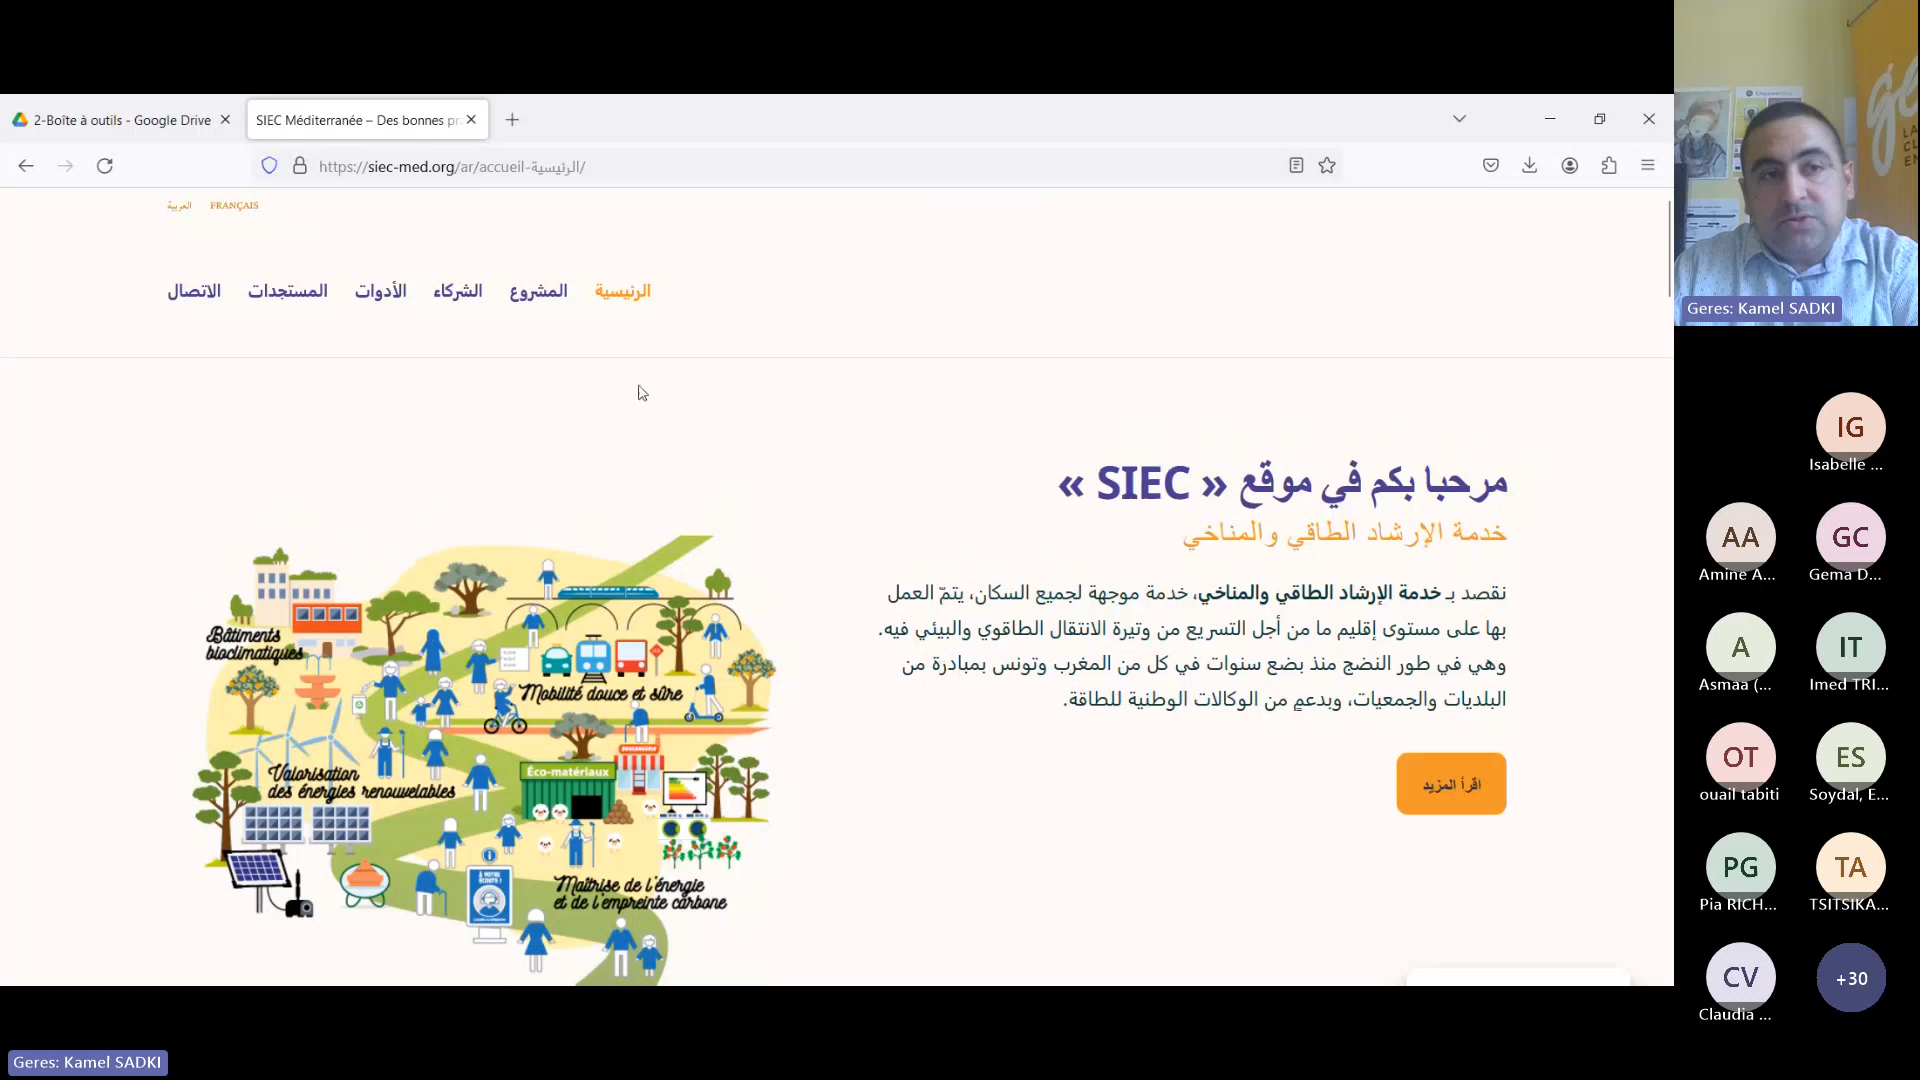 2-Boîte à outils - Google Drive
SIEC Méditerranée – Des bonnes pr
https://siec-med.org/ar/accueil-الرئيسية/
العربية FRANÇAIS
الرئيسية المشروع الشركاء الأدوات المستجدات الاتصال
مرحبا بكم في موقع « SIEC »
خدمة الإرشاد الطاقي والمناخي
نقصد بـ خدمة الإرشاد الطاقي والمناخي، خدمة موجهة لجميع السكان، يتمّ العمل
بها على مستوى إقليم ما من أجل التسريع من وتيرة الانتقال الطاقوي والبيئي فيه.
وهي في طور النضج منذ بضع سنوات في كل من المغرب وتونس بمبادرة من
البلديات والجمعيات، وبدعمٍ من الوكالات الوطنية للطاقة.
اقرأ المزيد
Bâtiments
bioclimatiques
Mobilité douce et sûre
Valorisation
des énergies renouvelables
Éco-matériaux
À VOTRE
ÉCOUTE !
Maîtrise de l'énergie
et de l'empreinte carbone
Geres: Kamel SADKI
IG
Isabelle ...
AA
Amine A...
GC
Gema D...
A
Asmaa (...
IT
Imed TRI...
OT
ouail tabiti
ES
Soydal, E...
PG
Pia RICH...
TA
TSITSIKA...
CV
Claudia ...
+30
Geres: Kamel SADKI